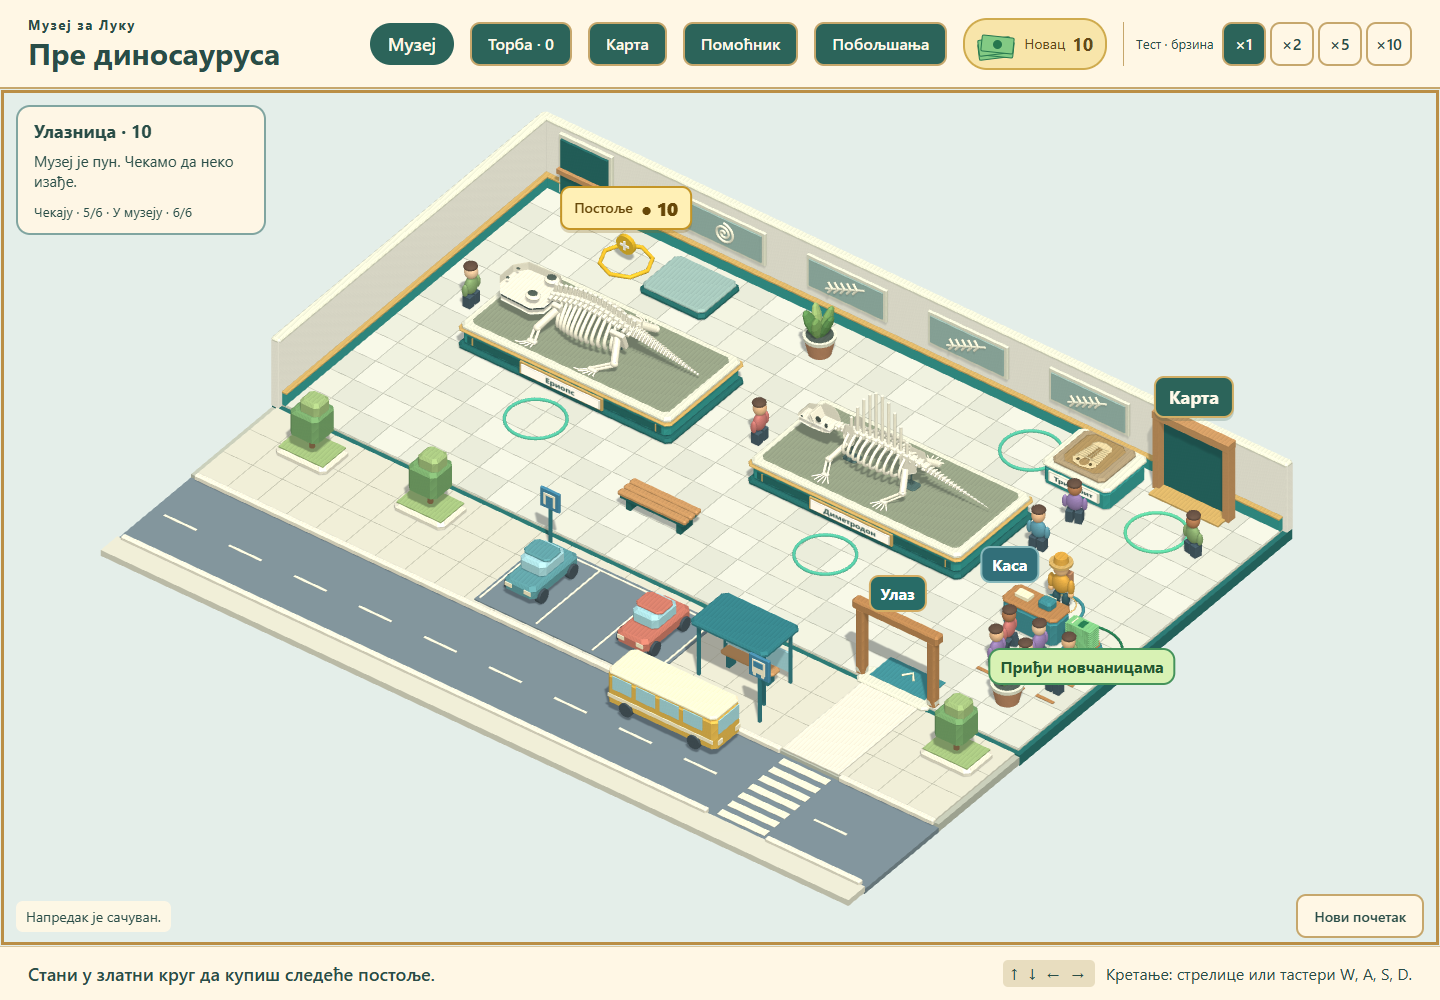 Музеј за Луку
Пре диносауруса
Музеј
Торба · 0
Карта
Помоћник
Побољшања
Новац 10
Тест · брзина
×1
×2
×5
×10
Улазница · 10
Музеј је пун. Чекамо да неко
изађе.
Чекају · 5/6 · У музеју · 6/6
Постоље ● 10
Ериопс
Диметродон
Карта
Каса
Улаз
Приђи новчаницама
Напредак је сачуван.
Нови почетак
Стани у златни круг да купиш следеће постоље.
↑ ↓ ← → Кретање: стрелице или тастери W, A, S, D.